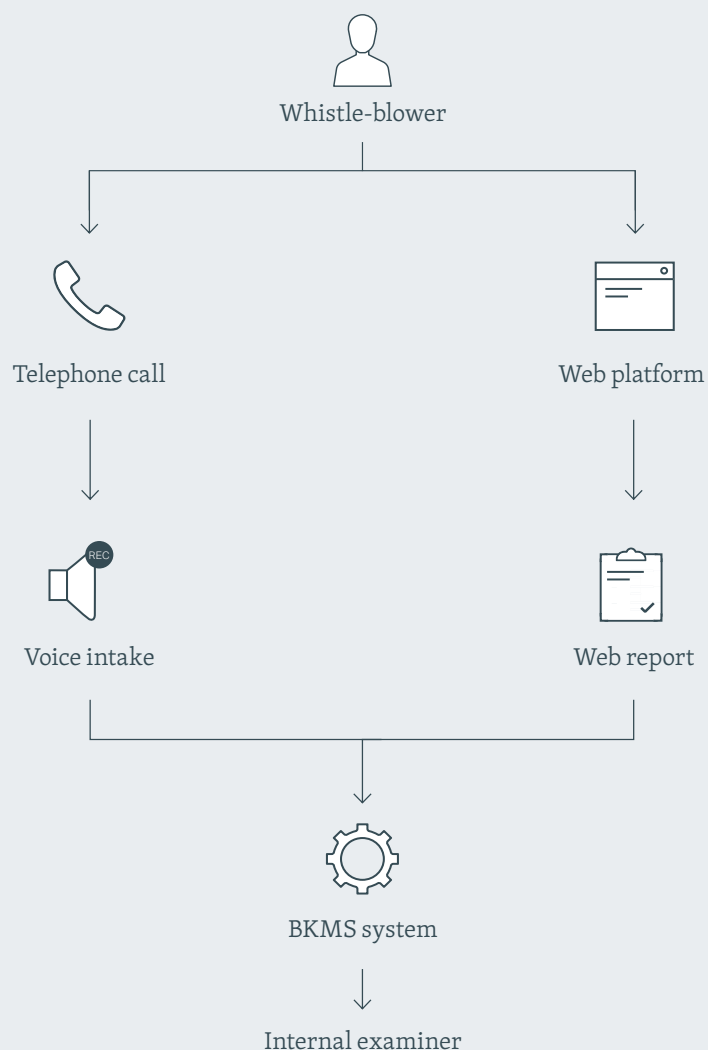 Whistle-blower
Telephone call
Web platform
REC
Voice intake
Web report
BKMS system
Internal examiner